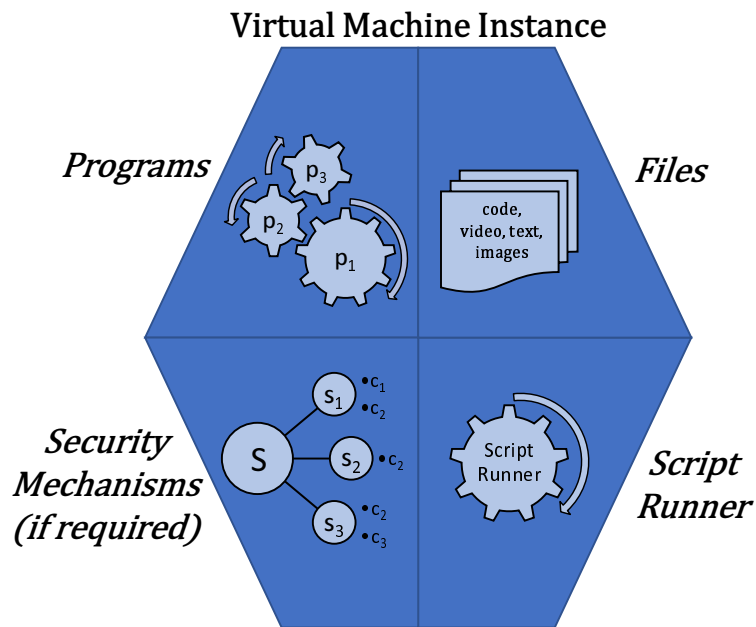 Virtual Machine Instance
Programs
p3
p2
p1
Files
code,
video, text,
images
Security
Mechanisms
(if required)
S
s1
•c1
•c2
s2
•c2
s3
•c2
•c3
Script
Runner
Script
Runner